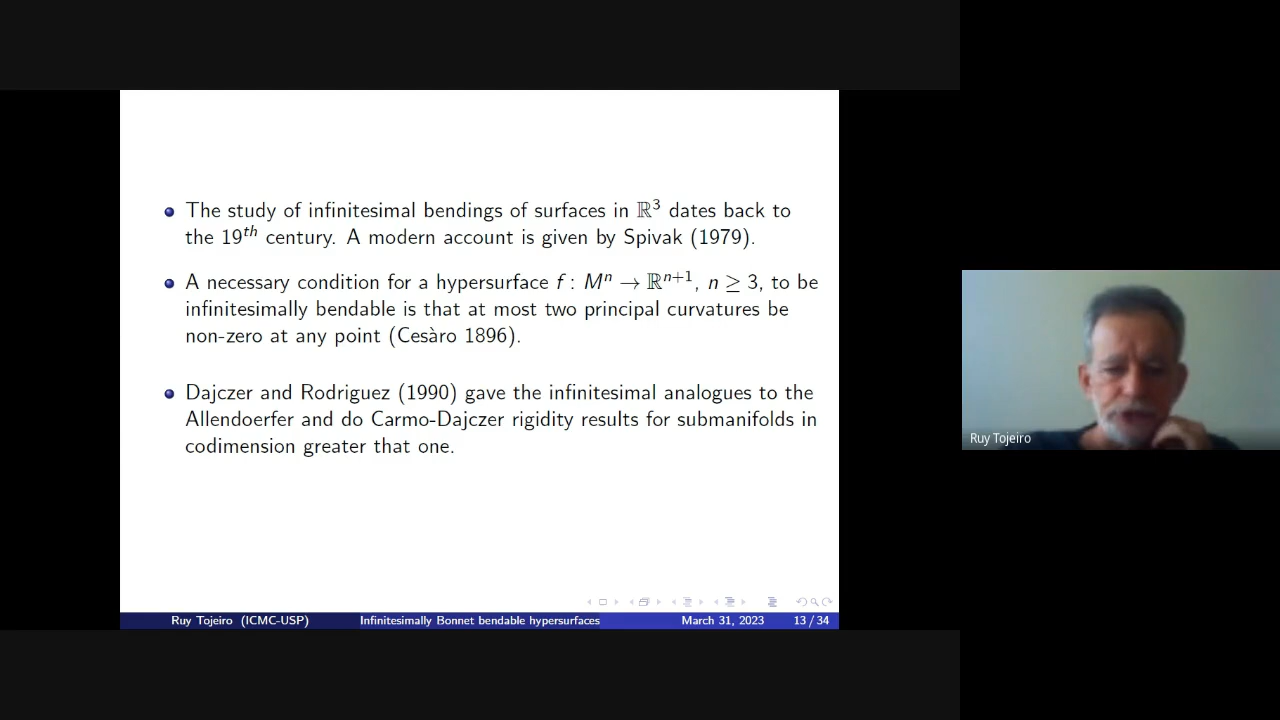 The study of infinitesimal bendings of surfaces in ℝ³ dates back to
the 19ᵗʰ century. A modern account is given by Spivak (1979).
A necessary condition for a hypersurface f : Mⁿ → ℝⁿ⁺¹, n ≥ 3, to be
infinitesimally bendable is that at most two principal curvatures be
non-zero at any point (Cesàro 1896).
Dajczer and Rodriguez (1990) gave the infinitesimal analogues to the
Allendoerfer and do Carmo-Dajczer rigidity results for submanifolds in
codimension greater that one.
Ruy Tojeiro (ICMC-USP) Infinitesimally Bonnet bendable hypersurfaces March 31, 2023 13 / 34
Ruy Tojeiro